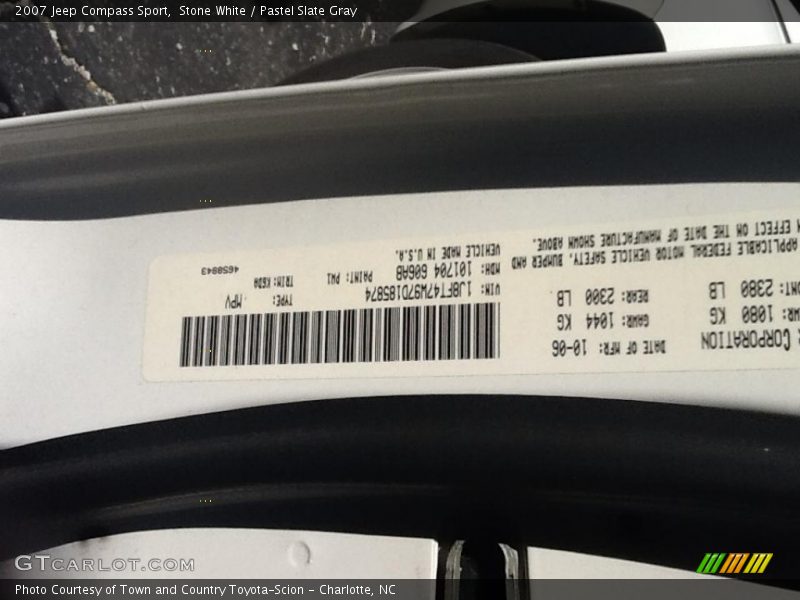 2007 Jeep Compass Sport,  Stone White / Pastel Slate Gray
CORPORATION
DATE OF MFR: 10-06
1080 KG
GAWR: 1044 KG
2380 LB
REAR: 2300 LB
APPLICABLE FEDERAL MOTOR VEHICLE SAFETY, BUMPER AND
EFFECT ON THE DATE OF MANUFACTURE SHOWN ABOVE.
VIN: 1J8FT47W97D185874
TYPE: MPV
MDH: 101704 606AB
PAINT: PW1
TRIM:
VEHICLE MADE IN U.S.A.
4658943
GTCARLOT.COM
Photo Courtesy of Town and Country Toyota-Scion - Charlotte, NC